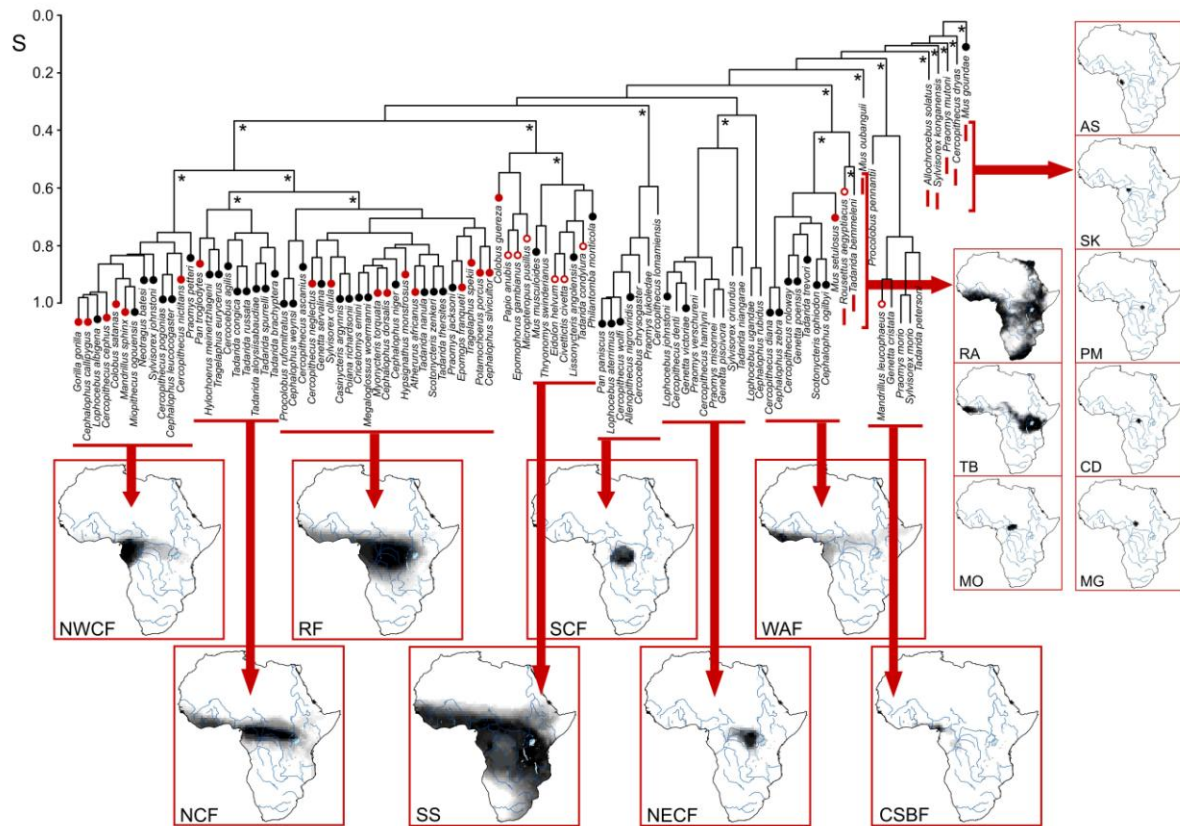 S
0.0
0.2
0.4
0.6
0.8
1.0
Gorilla gorilla
Cephalophus callipygus
Lophocebus albigena
Cercopithecus cephus
Colobus satanas
Mandrillus sphinx
Miopithecus ogouensis
Neotragus batesi
Sylvisorex johnstoni
Cercopithecus pogonias
Cephalophus leucogaster
Cercopithecus nictitans
Praomys petteri
Pan troglodytes
Hylochoerus meinertzhageni
Tragelaphus eurycerus
Cercocebus agilis
Tadarida congica
Tadarida russata
Tadarida aloysiisabaudiae
Tadarida spurrelli
Tadarida brachyptera
Procolobus rufomitratus
Cephalophus weynsi
Cercopithecus ascanius
Cercopithecus neglectus
Genetta servalina
Sylvisorex ollula
Casinycteris argynnis
Poiana richardsonii
Cricetomys emini
Megaloglossus woermanni
Myonycteris torquata
Cephalophus dorsalis
Cephalophus niger
Hypsignathus monstrosus
Atherurus africanus
Tadarida nanula
Scotonycteris zenkeri
Tadarida thersites
Praomys jacksoni
Epomops franqueti
Tragelaphus spekii
Potamochoerus porcus
Cephalophus silvicultor
Colobus guereza
Papio anubis
Epomophorus gambianus
Micropteropus pusillus
Mus musculoides
Thryonomys swinderianus
Eidolon helvum
Civettictis civetta
Lissonycteris angolensis
Tadarida condylura
Philantomba monticola
Pan paniscus
Lophocebus aterrimus
Cercopithecus wolfi
Allenopithecus nigroviridis
Cercocebus chrysogaster
Praomys dikoledae
Cercopithecus lomamiensis
Lophocebus johnstoni
Cercopithecus denti
Genetta victoriae
Praomys verschureni
Cercopithecus hamlyni
Praomys misonnei
Genetta piscivora
Sylvisorex oriundus
Tadarida niangarae
Lophocebus ugandae
Cephalophus rubidus
Cercopithecus diana
Cephalophus zebra
Cercopithecus roloway
Genetta johnstoni
Tadarida trevori
Scotonycteris ophiodon
Cephalophus ogilbyi
Mus setulosus
Rousettus aegyptiacus
Tadarida bemmeleni
Mus oubanguii
Procolobus pennantii
Mandrillus leucophaeus
Genetta cristata
Praomys morio
Sylvisorex morio
Tadarida petersoni
Allochrocebus solatus
Sylvisorex konganensis
Praomys mutoni
Cercopithecus dryas
Mus goundae
AS
SK
RA
PM
TB
CD
MO
MG
NWCF
RF
SCF
WAF
NCF
SS
NECF
CSBF